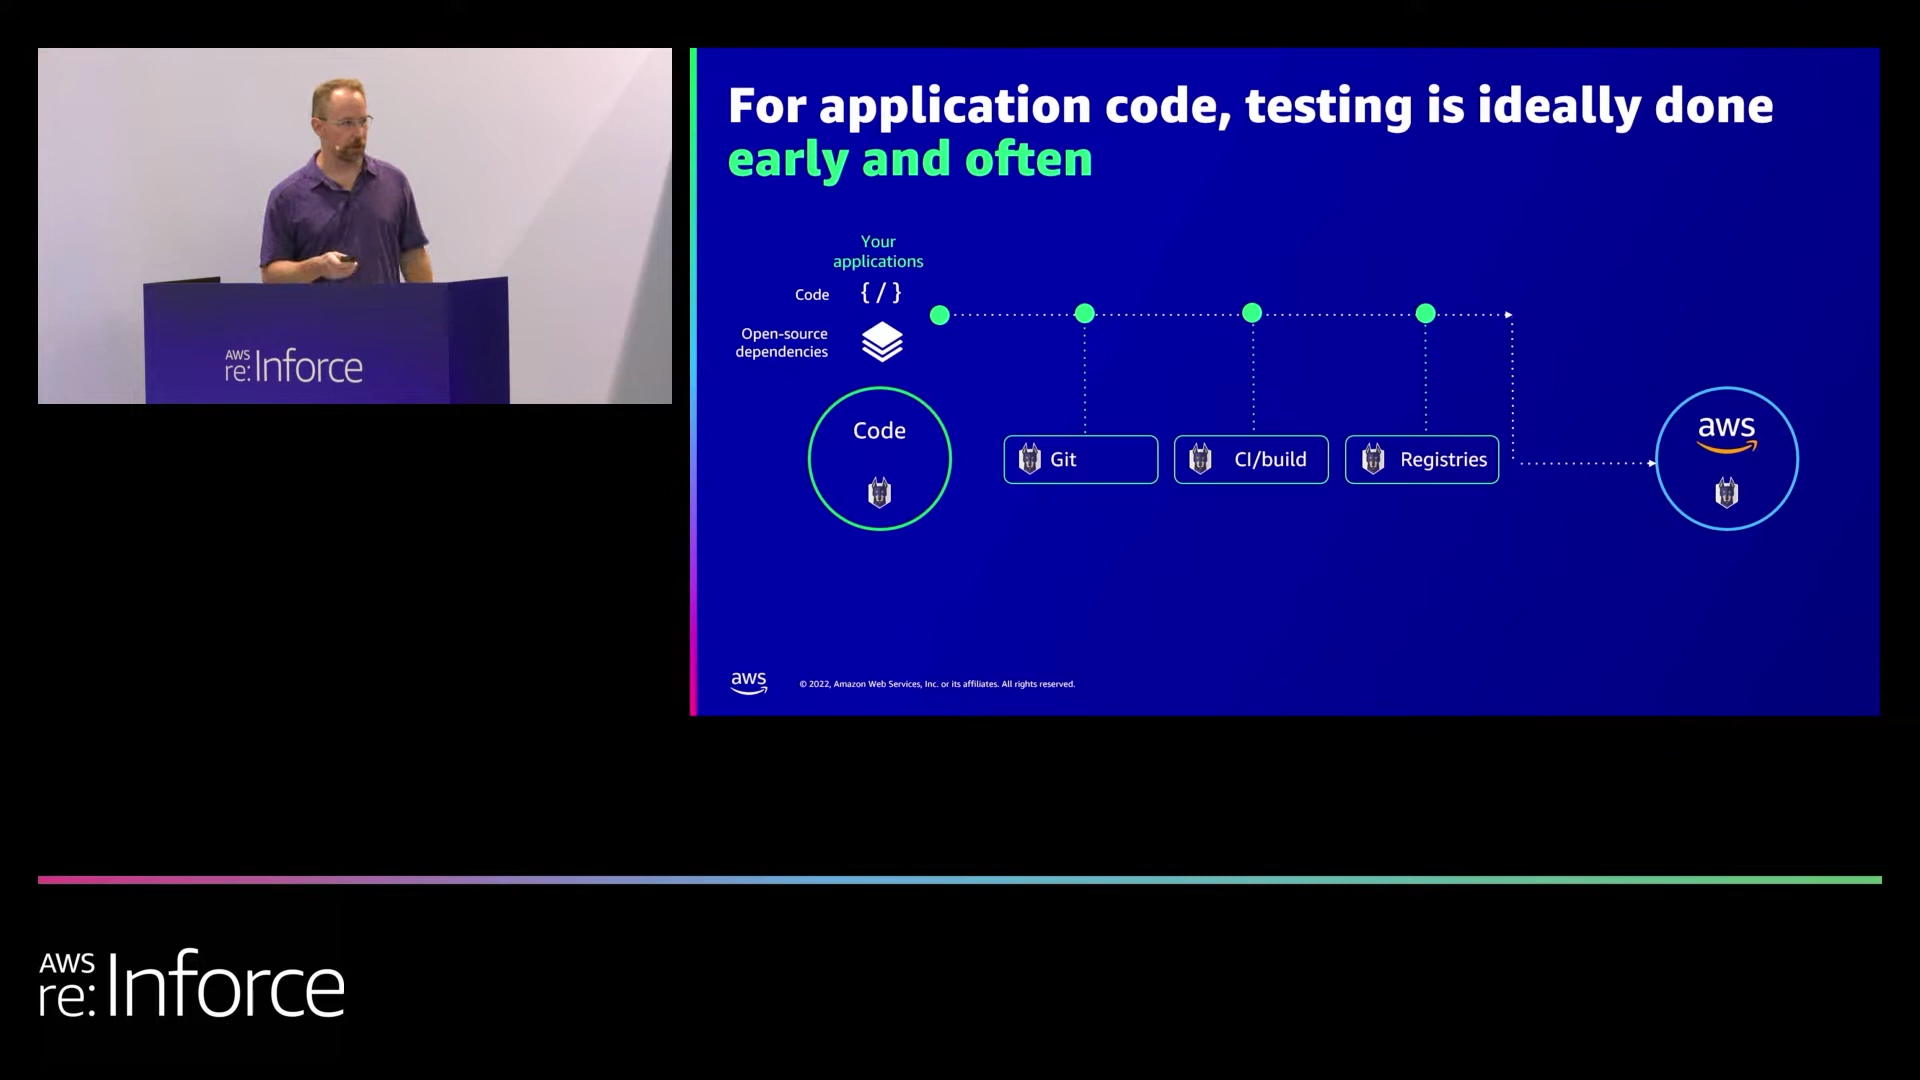 AWS
re:Inforce
For application code, testing is ideally done
early and often
Your
applications
Code
{ / }
Open-source
dependencies
Code
Git
CI/build
Registries
aws
aws
© 2022, Amazon Web Services, Inc. or its affiliates. All rights reserved.
AWS
re:Inforce